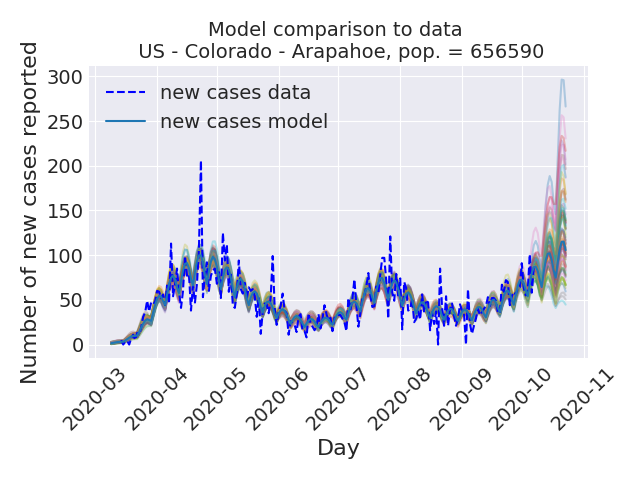 Model comparison to data
US - Colorado - Arapahoe, pop. = 656590
Number of new cases reported
300
250
200
150
100
50
0
new cases data
new cases model
2020-03
2020-04
2020-05
2020-06
2020-07
2020-08
2020-09
2020-10
2020-11
Day